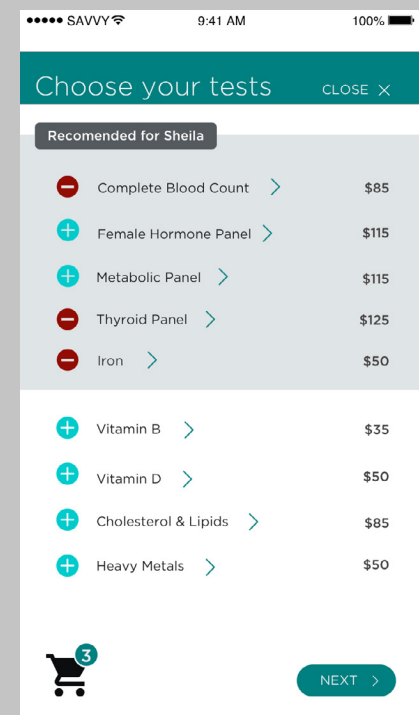 SAVVY 9:41 AM 100%
Choose your tests CLOSE X
Recomended for Sheila
Complete Blood Count $85
Female Hormone Panel $115
Metabolic Panel $115
Thyroid Panel $125
Iron $50
Vitamin B $35
Vitamin D $50
Cholesterol & Lipids $85
Heavy Metals $50
3
NEXT